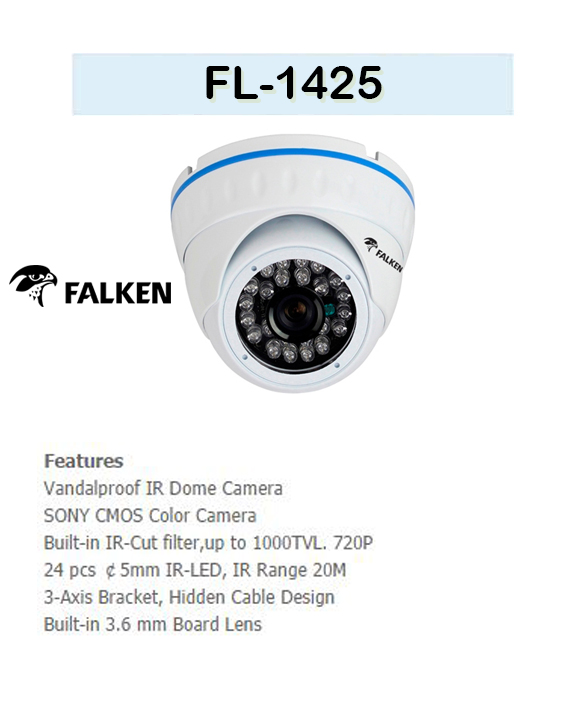 FL-1425
FALKEN
FALKEN
Features
Vandalproof IR Dome Camera
SONY CMOS Color Camera
Built-in IR-Cut filter,up to 1000TVL. 720P
24 pcs ¢5mm IR-LED, IR Range 20M
3-Axis Bracket, Hidden Cable Design
Built-in 3.6 mm Board Lens